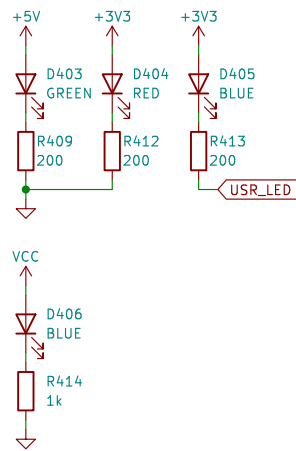 +5V
+3V3
+3V3
D403
GREEN
D404
RED
D405
BLUE
R409
200
R412
200
R413
200
USR_LED
VCC
D406
BLUE
R414
1k